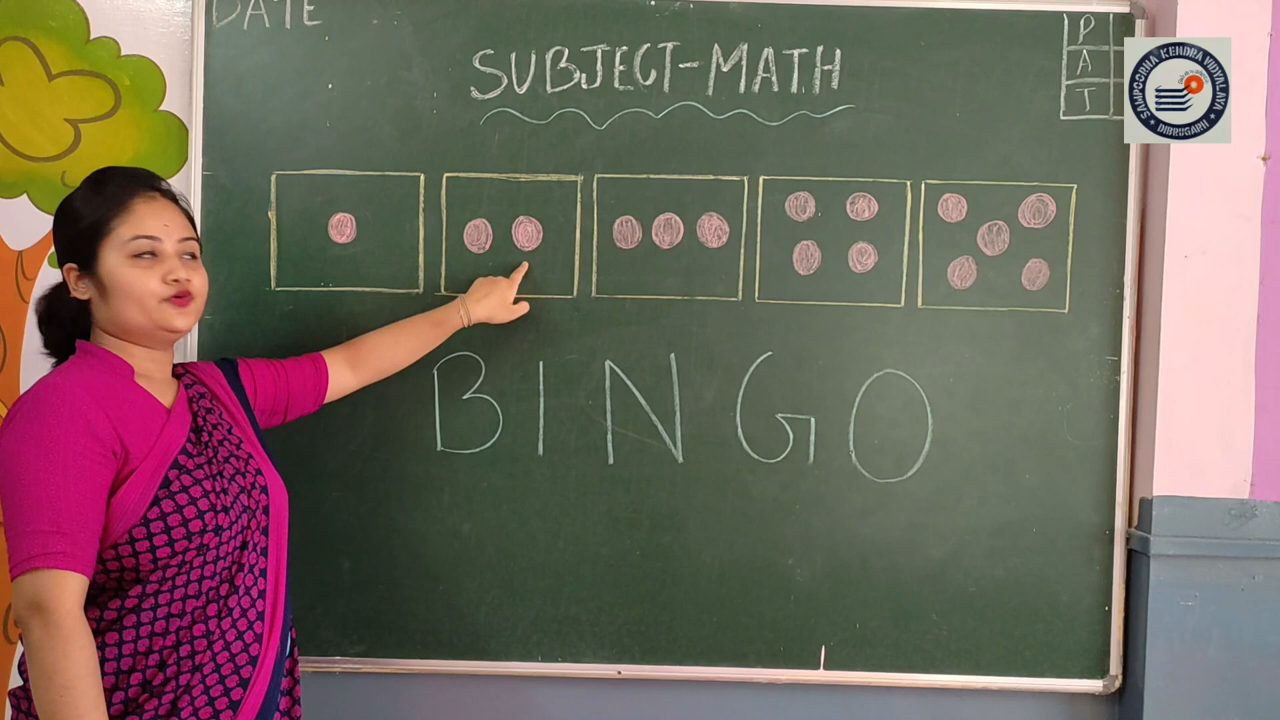 DATE
SUBJECT-MATH
P
A
T
SAMPOORNA KENDRA VIDYALAYA
DIBRUGARH
BINGO